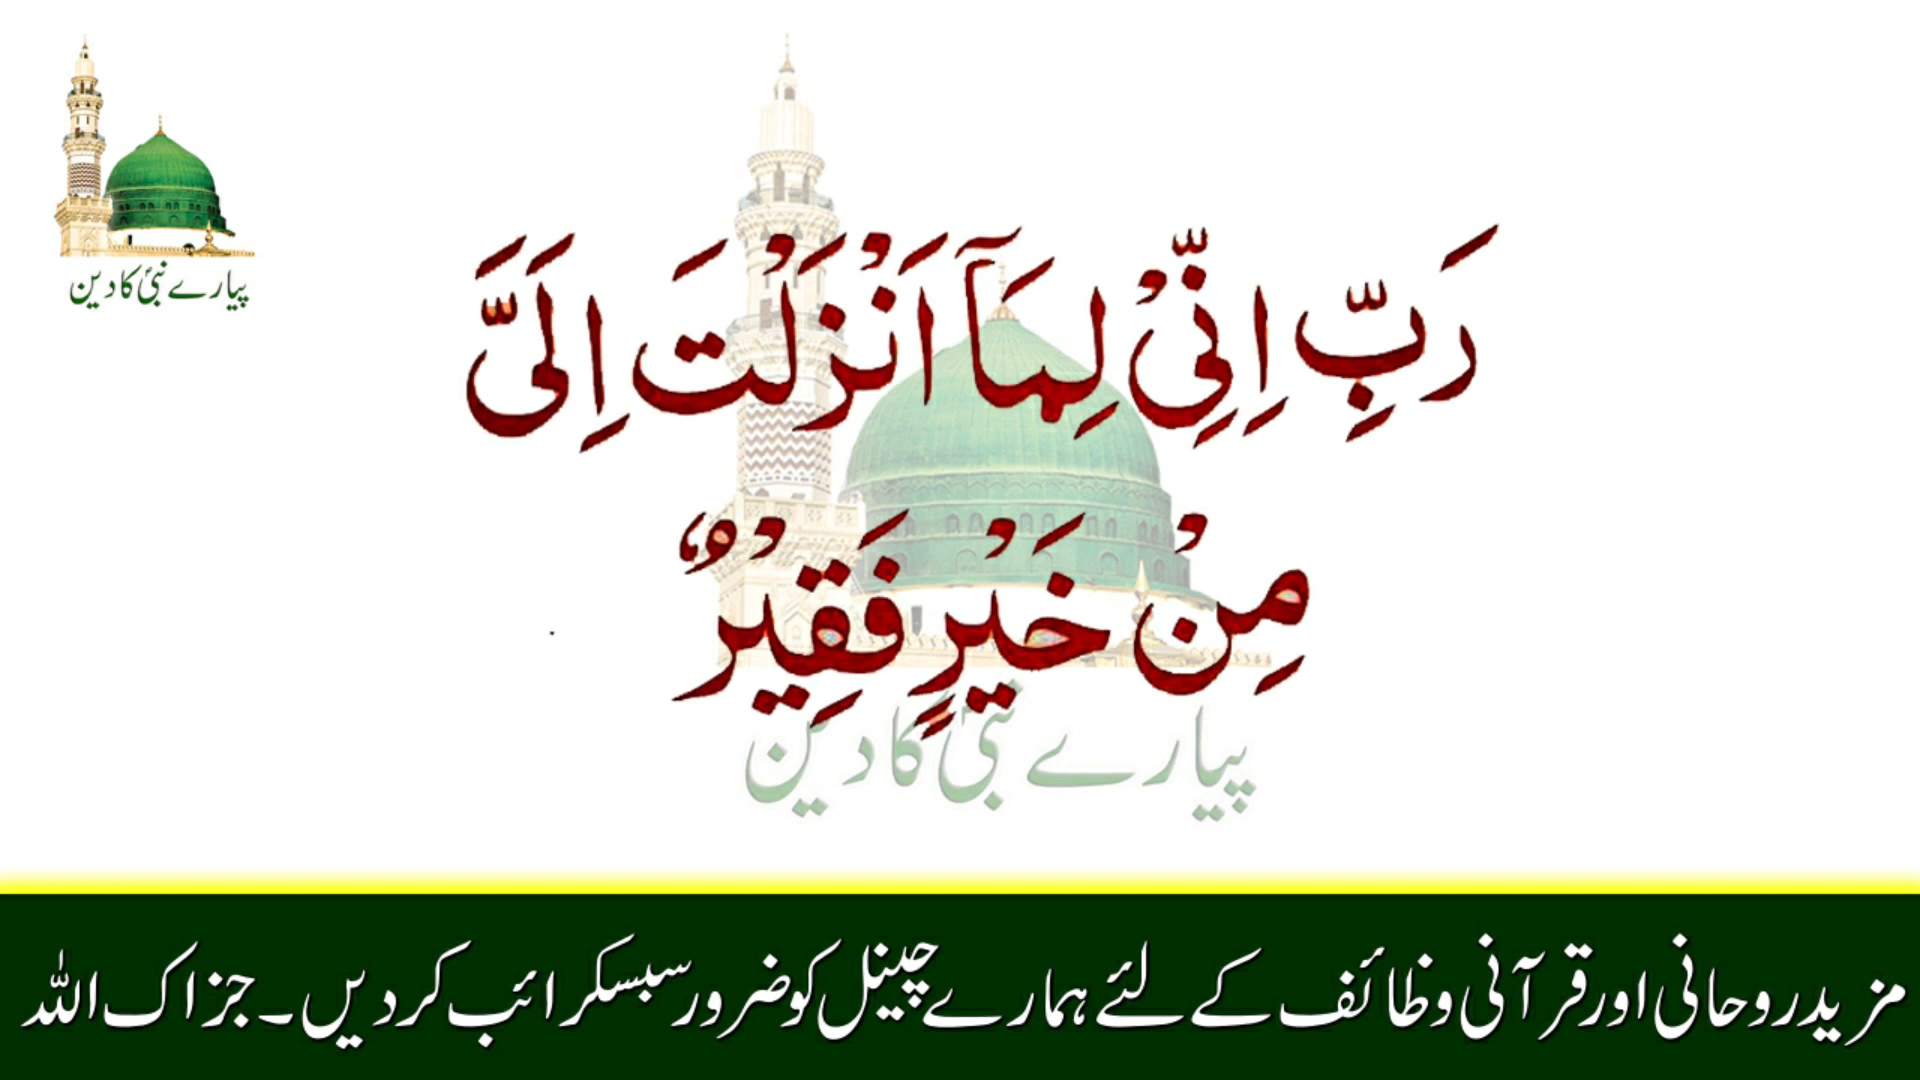 پیارے نبیؐ کا دین
رَبِّ اِنِّیْ لِمَاۤ اَنْزَلْتَ اِلَیَّ
مِنْ خَیْرٍ فَقِیْرٌ
پیارے نبیؐ کا دین
مزید روحانی اور قرآنی وظائف کے لئے ہمارے چینل کو ضرور سبسکرائب کر دیں۔ جزاک اللہ